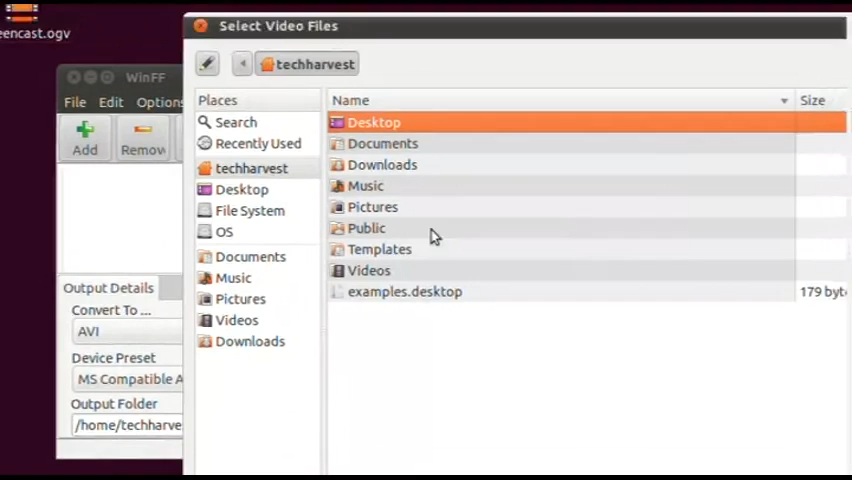 eencast.ogv
Select Video Files
techharvest
WinFF
File Edit Options
Add Remov
Places
Search
Recently Used
techharvest
Desktop
File System
OS
Documents
Music
Pictures
Videos
Downloads
Name Size
Desktop
Documents
Downloads
Music
Pictures
Public
Templates
Videos
examples.desktop 179 byt
Output Details
Convert To ...
AVI
Device Preset
MS Compatible A
Output Folder
/home/techharve